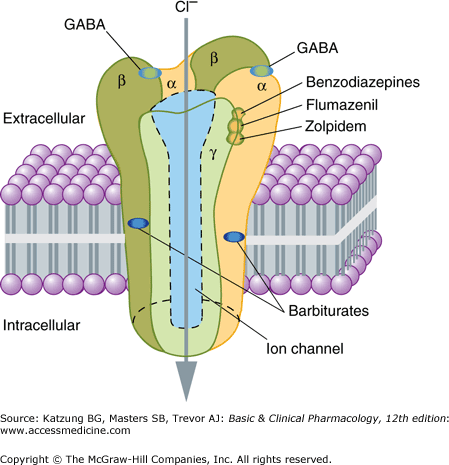 Cl⁻
GABA
GABA
β
β
α
α
Benzodiazepines
Flumazenil
Zolpidem
Extracellular
γ
Barbiturates
Intracellular
Ion channel
Source: Katzung BG, Masters SB, Trevor AJ: Basic & Clinical Pharmacology, 12th edition:
www.accessmedicine.com
Copyright © The McGraw-Hill Companies, Inc. All rights reserved.